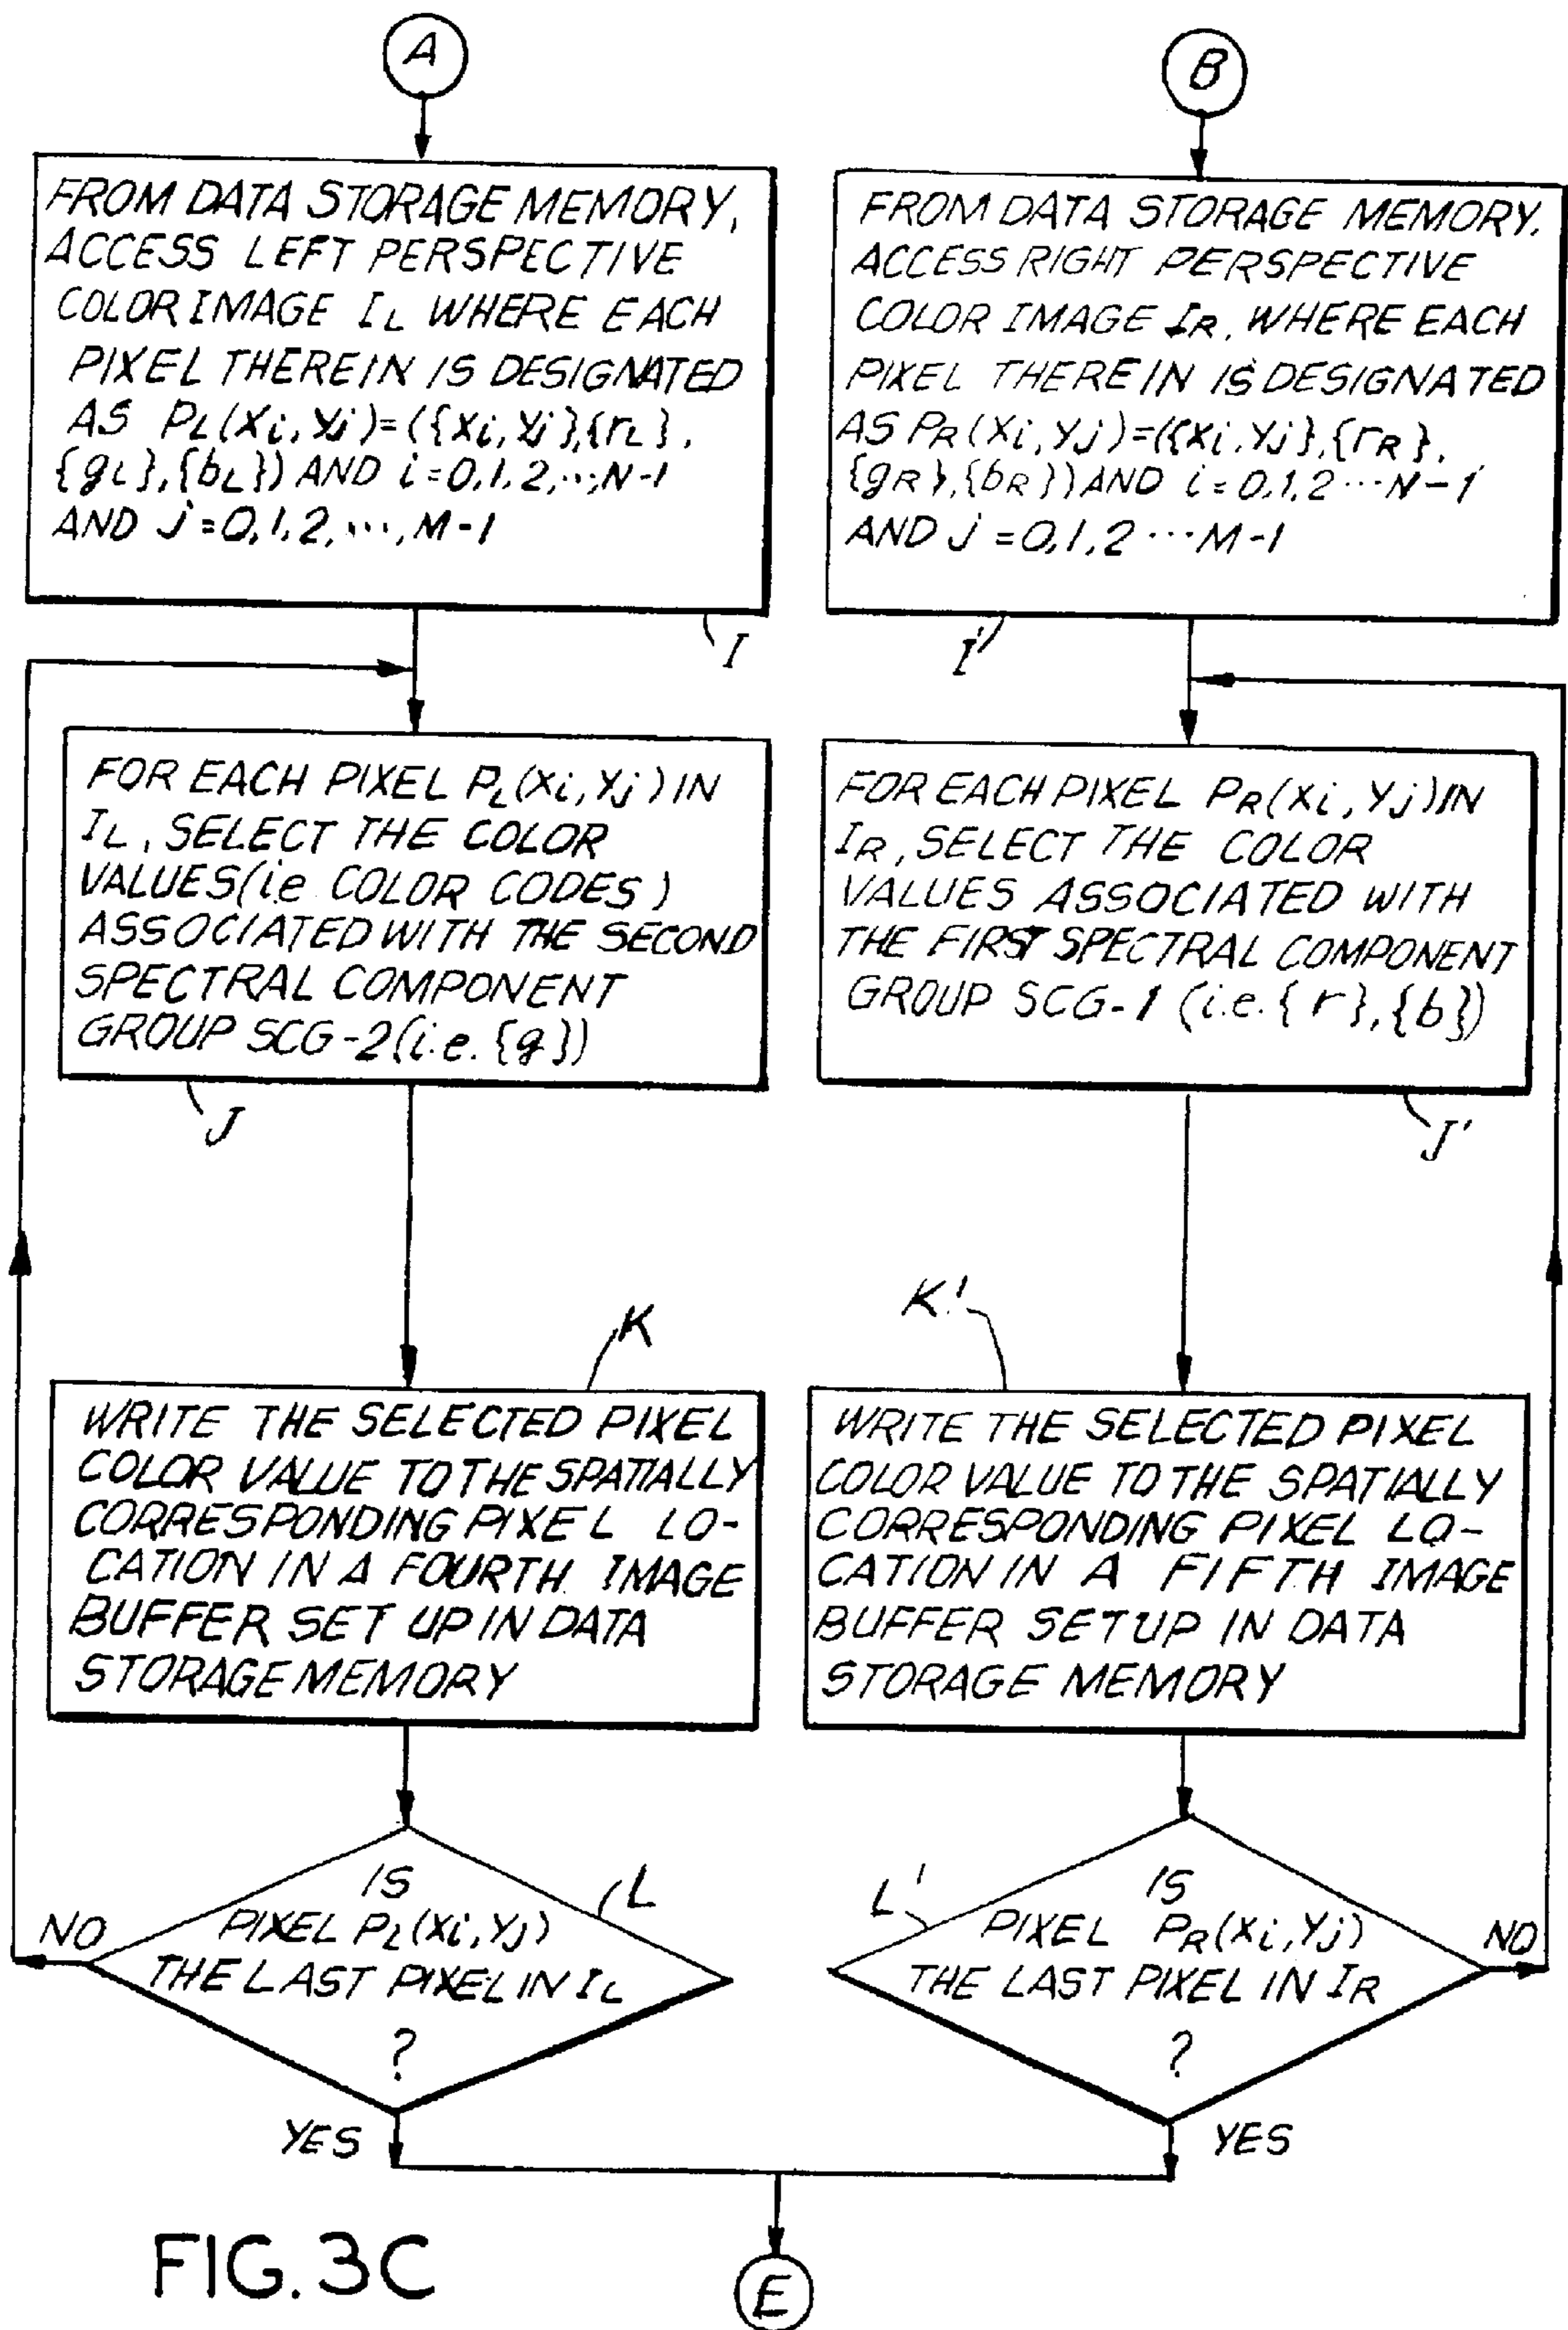 A
FROM DATA STORAGE MEMORY,
ACCESS LEFT PERSPECTIVE
COLOR IMAGE IL WHERE EACH
PIXEL THEREIN IS DESIGNATED
AS PL(Xi, Yj)=({Xi, Yj},{rL},
{gL},{bL}) AND i=0,1,2,...,N-1
AND j=0,1,2,...,M-1
I
FOR EACH PIXEL PL(Xi, Yj) IN
IL, SELECT THE COLOR
VALUES(i.e COLOR CODES)
ASSOCIATED WITH THE SECOND
SPECTRAL COMPONENT
GROUP SCG-2(i.e. {g})
J
K
WRITE THE SELECTED PIXEL
COLOR VALUE TO THE SPATIALLY
CORRESPONDING PIXEL LO-
CATION IN A FOURTH IMAGE
BUFFER SET UP IN DATA
STORAGE MEMORY
IS
PIXEL PL(Xi, Yj)
THE LAST PIXEL IN IL
?
L
NO
YES
B
FROM DATA STORAGE MEMORY,
ACCESS RIGHT PERSPECTIVE
COLOR IMAGE IR, WHERE EACH
PIXEL THEREIN IS DESIGNATED
AS PR(Xi, Yj)=({Xi, Yj},{rR},
{gR},{bR}) AND i=0,1,2...N-1
AND j=0,1,2...M-1
I'
FOR EACH PIXEL PR(Xi, Yj) IN
IR, SELECT THE COLOR
VALUES ASSOCIATED WITH
THE FIRST SPECTRAL COMPONENT
GROUP SCG-1 (i.e. {r},{b})
J'
K'
WRITE THE SELECTED PIXEL
COLOR VALUE TO THE SPATIALLY
CORRESPONDING PIXEL LO-
CATION IN A FIFTH IMAGE
BUFFER SETUP IN DATA
STORAGE MEMORY
L'
IS
PIXEL PR(Xi, Yj)
THE LAST PIXEL IN IR
?
NO
YES
E
FIG. 3C